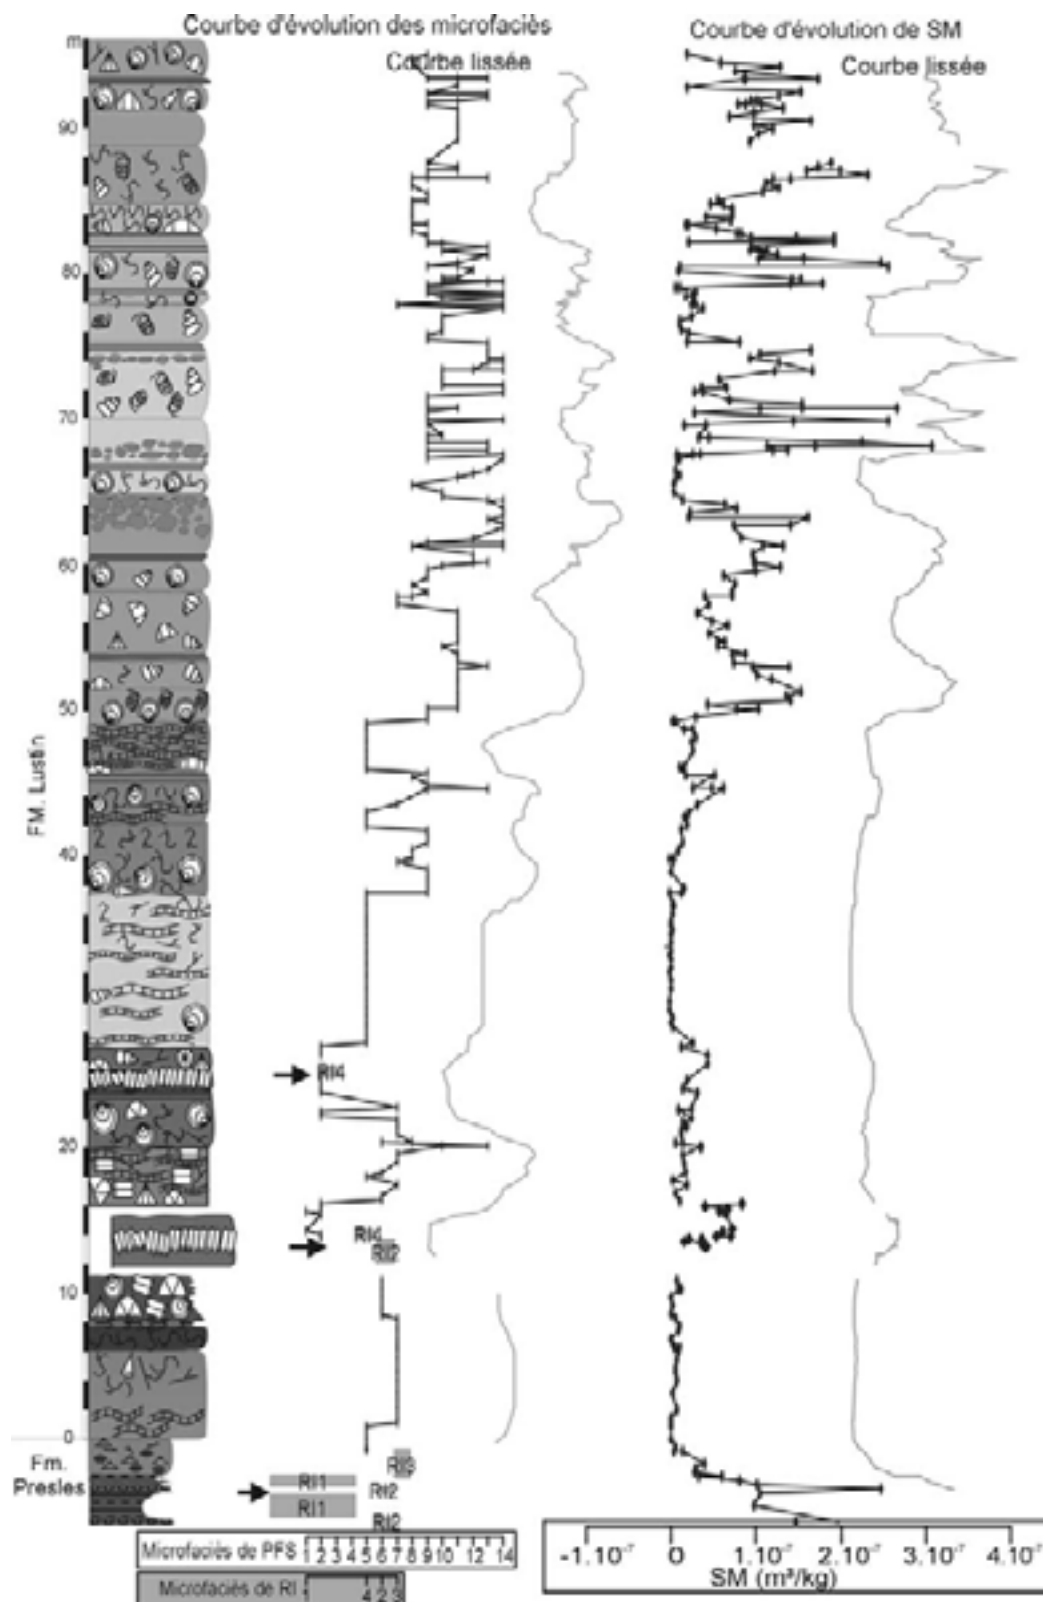 Courbe d'évolution des microfaciès
Courbe d'évolution de SM
Courbe lissée
Courbe lissée
m
90
80
70
60
50
40
20
10
0
FM. Lustin
Fm.
Presles
RI4
RI4
RI2
RI3
RI1
RI2
RI1
RI2
Microfaciès de PFS
1 2 3 4 5 6 7 8 9 10 12 14
Microfaciès de RI
4 2 3
-1.10⁻⁷ 0 1.10⁻⁷ 2.10⁻⁷ 3.10⁻⁷ 4.10⁻⁷
SM (m³/kg)